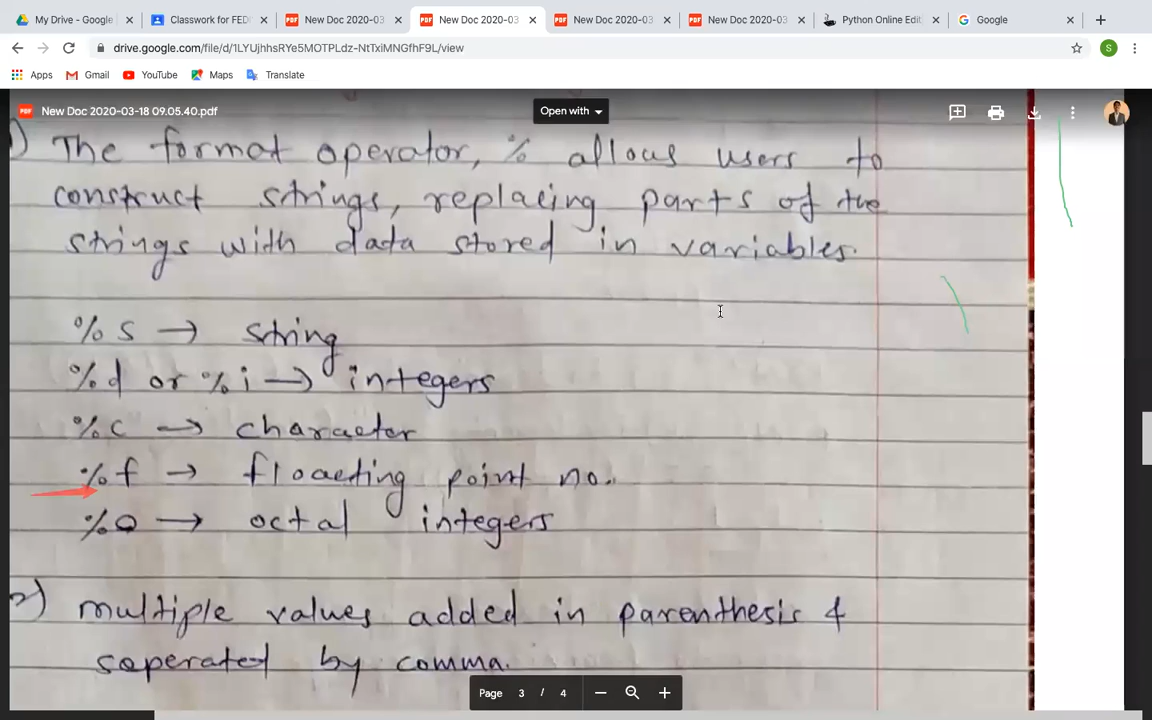 My Drive - Google
Classwork for FED
New Doc 2020-03
New Doc 2020-03
New Doc 2020-03
New Doc 2020-03
Python Online Edit
Google
drive.google.com/file/d/1LYUjhhsRYe5MOTPLdz-NtTxiMNGfhF9L/view
S
Apps
Gmail
YouTube
Maps
Translate
New Doc 2020-03-18 09.05.40.pdf
Open with
1) The format operator, % allows users to
construct strings, replacing parts of the
strings with data stored in variables.
%s → string
%d or %i → integers
%c → character
%f → floacting point no.
%o → octal integers
2) multiple values added in parenthesis &
seperated by comma.
Page 3 / 4